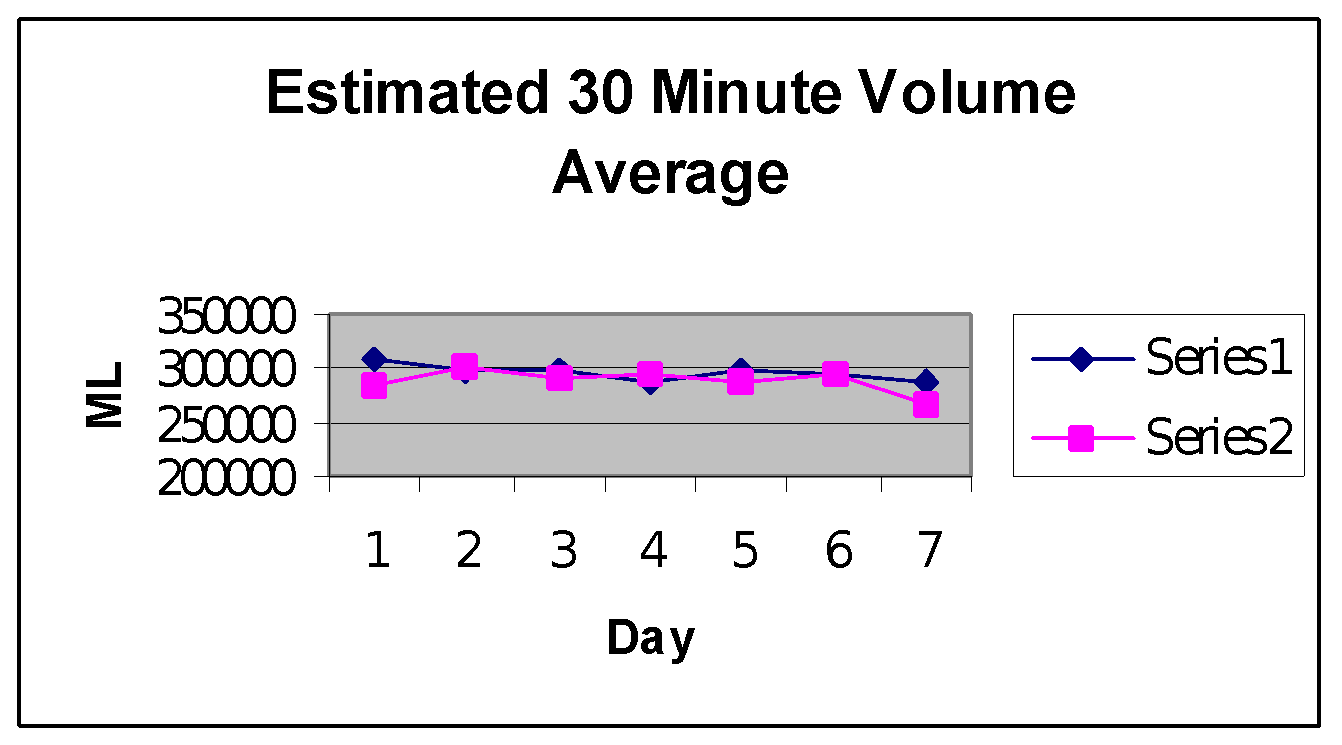 Estimated 30 Minute Volume
Average
350000
300000
250000
200000
ML
1 2 3 4 5 6 7
Day
Series1
Series2